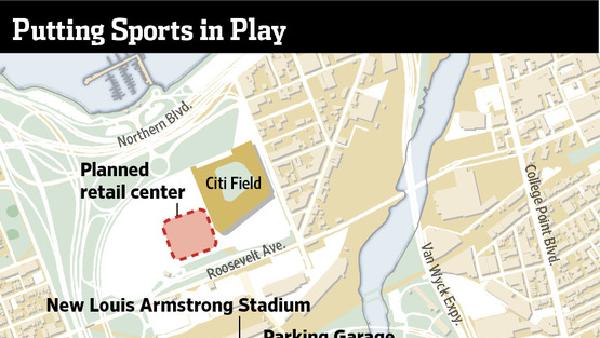 Putting Sports in Play
Northern Blvd.
Planned
retail center
Citi Field
College Point Blvd.
Roosevelt Ave.
Van Wyck Expy.
New Louis Armstrong Stadium
Parking Garage